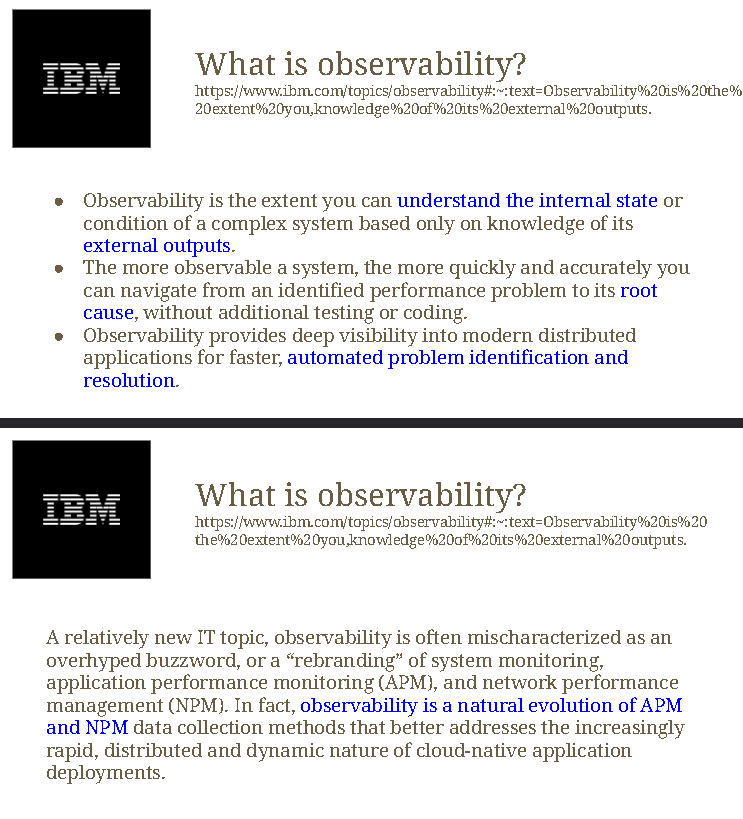 IBM
What is observability?
https://www.ibm.com/topics/observability#:~:text=Observability%20is%20the%
20extent%20you,knowledge%20of%20its%20external%20outputs.
● Observability is the extent you can understand the internal state or
condition of a complex system based only on knowledge of its
external outputs.
● The more observable a system, the more quickly and accurately you
can navigate from an identified performance problem to its root
cause, without additional testing or coding.
● Observability provides deep visibility into modern distributed
applications for faster, automated problem identification and
resolution.
IBM
What is observability?
https://www.ibm.com/topics/observability#:~:text=Observability%20is%20
the%20extent%20you,knowledge%20of%20its%20external%20outputs.
A relatively new IT topic, observability is often mischaracterized as an
overhyped buzzword, or a “rebranding” of system monitoring,
application performance monitoring (APM), and network performance
management (NPM). In fact, observability is a natural evolution of APM
and NPM data collection methods that better addresses the increasingly
rapid, distributed and dynamic nature of cloud-native application
deployments.